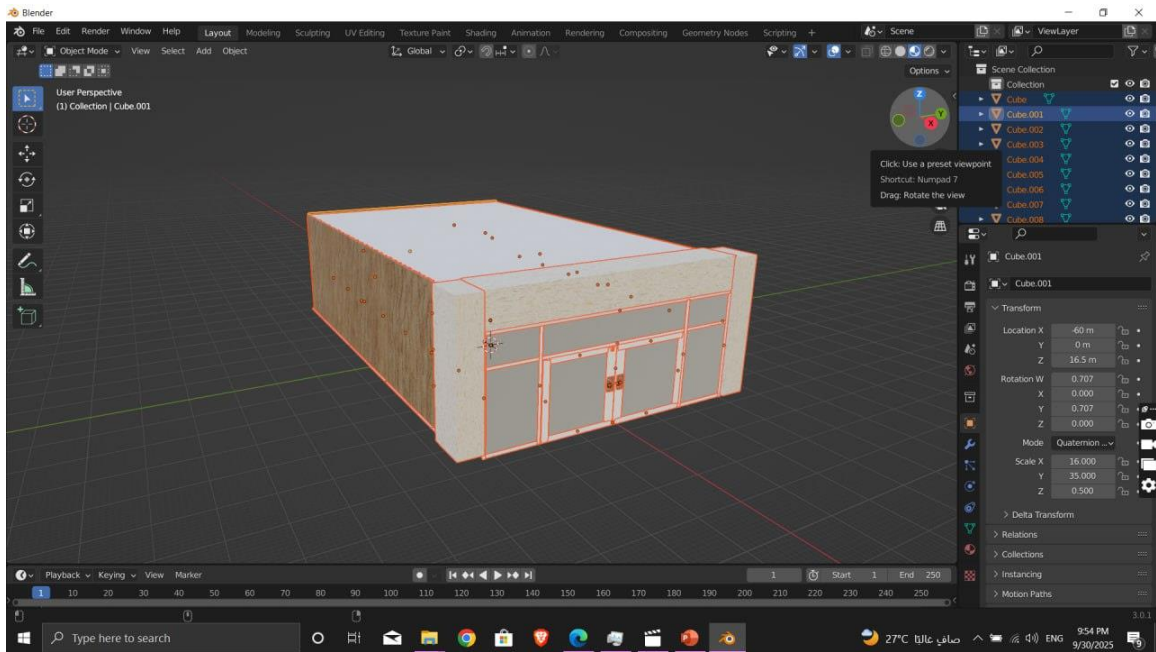 Blender
File Edit Render Window Help Layout Modeling Sculpting UV Editing Texture Paint Shading Animation Rendering Compositing Geometry Nodes Scripting + Scene ViewLayer
Object Mode View Select Add Object Global
Options
User Perspective
(1) Collection | Cube.001
Z
Y
X
Click: Use a preset viewpoint
Shortcut: Numpad 7
Drag: Rotate the view
Scene Collection
Collection
Cube
Cube.001
Cube.002
Cube.003
Cube.004
Cube.005
Cube.006
Cube.007
Cube.008
Cube.001
Cube.001
Transform
Location X -60 m
Y 0 m
Z 16.5 m
Rotation W 0.707
X 0.000
Y 0.707
Z 0.000
Mode Quaternion ...
Scale X 16.000
Y 35.000
Z 0.500
Delta Transform
Relations
Collections
Instancing
Motion Paths
Playback Keying View Marker 1 Start 1 End 250
1 10 20 30 40 50 60 70 80 90 100 110 120 130 140 150 160 170 180 190 200 210 220 230 240 250
3.0.1
Type here to search 27°C صاف غالبًا ENG 9:54 PM
9/30/2025